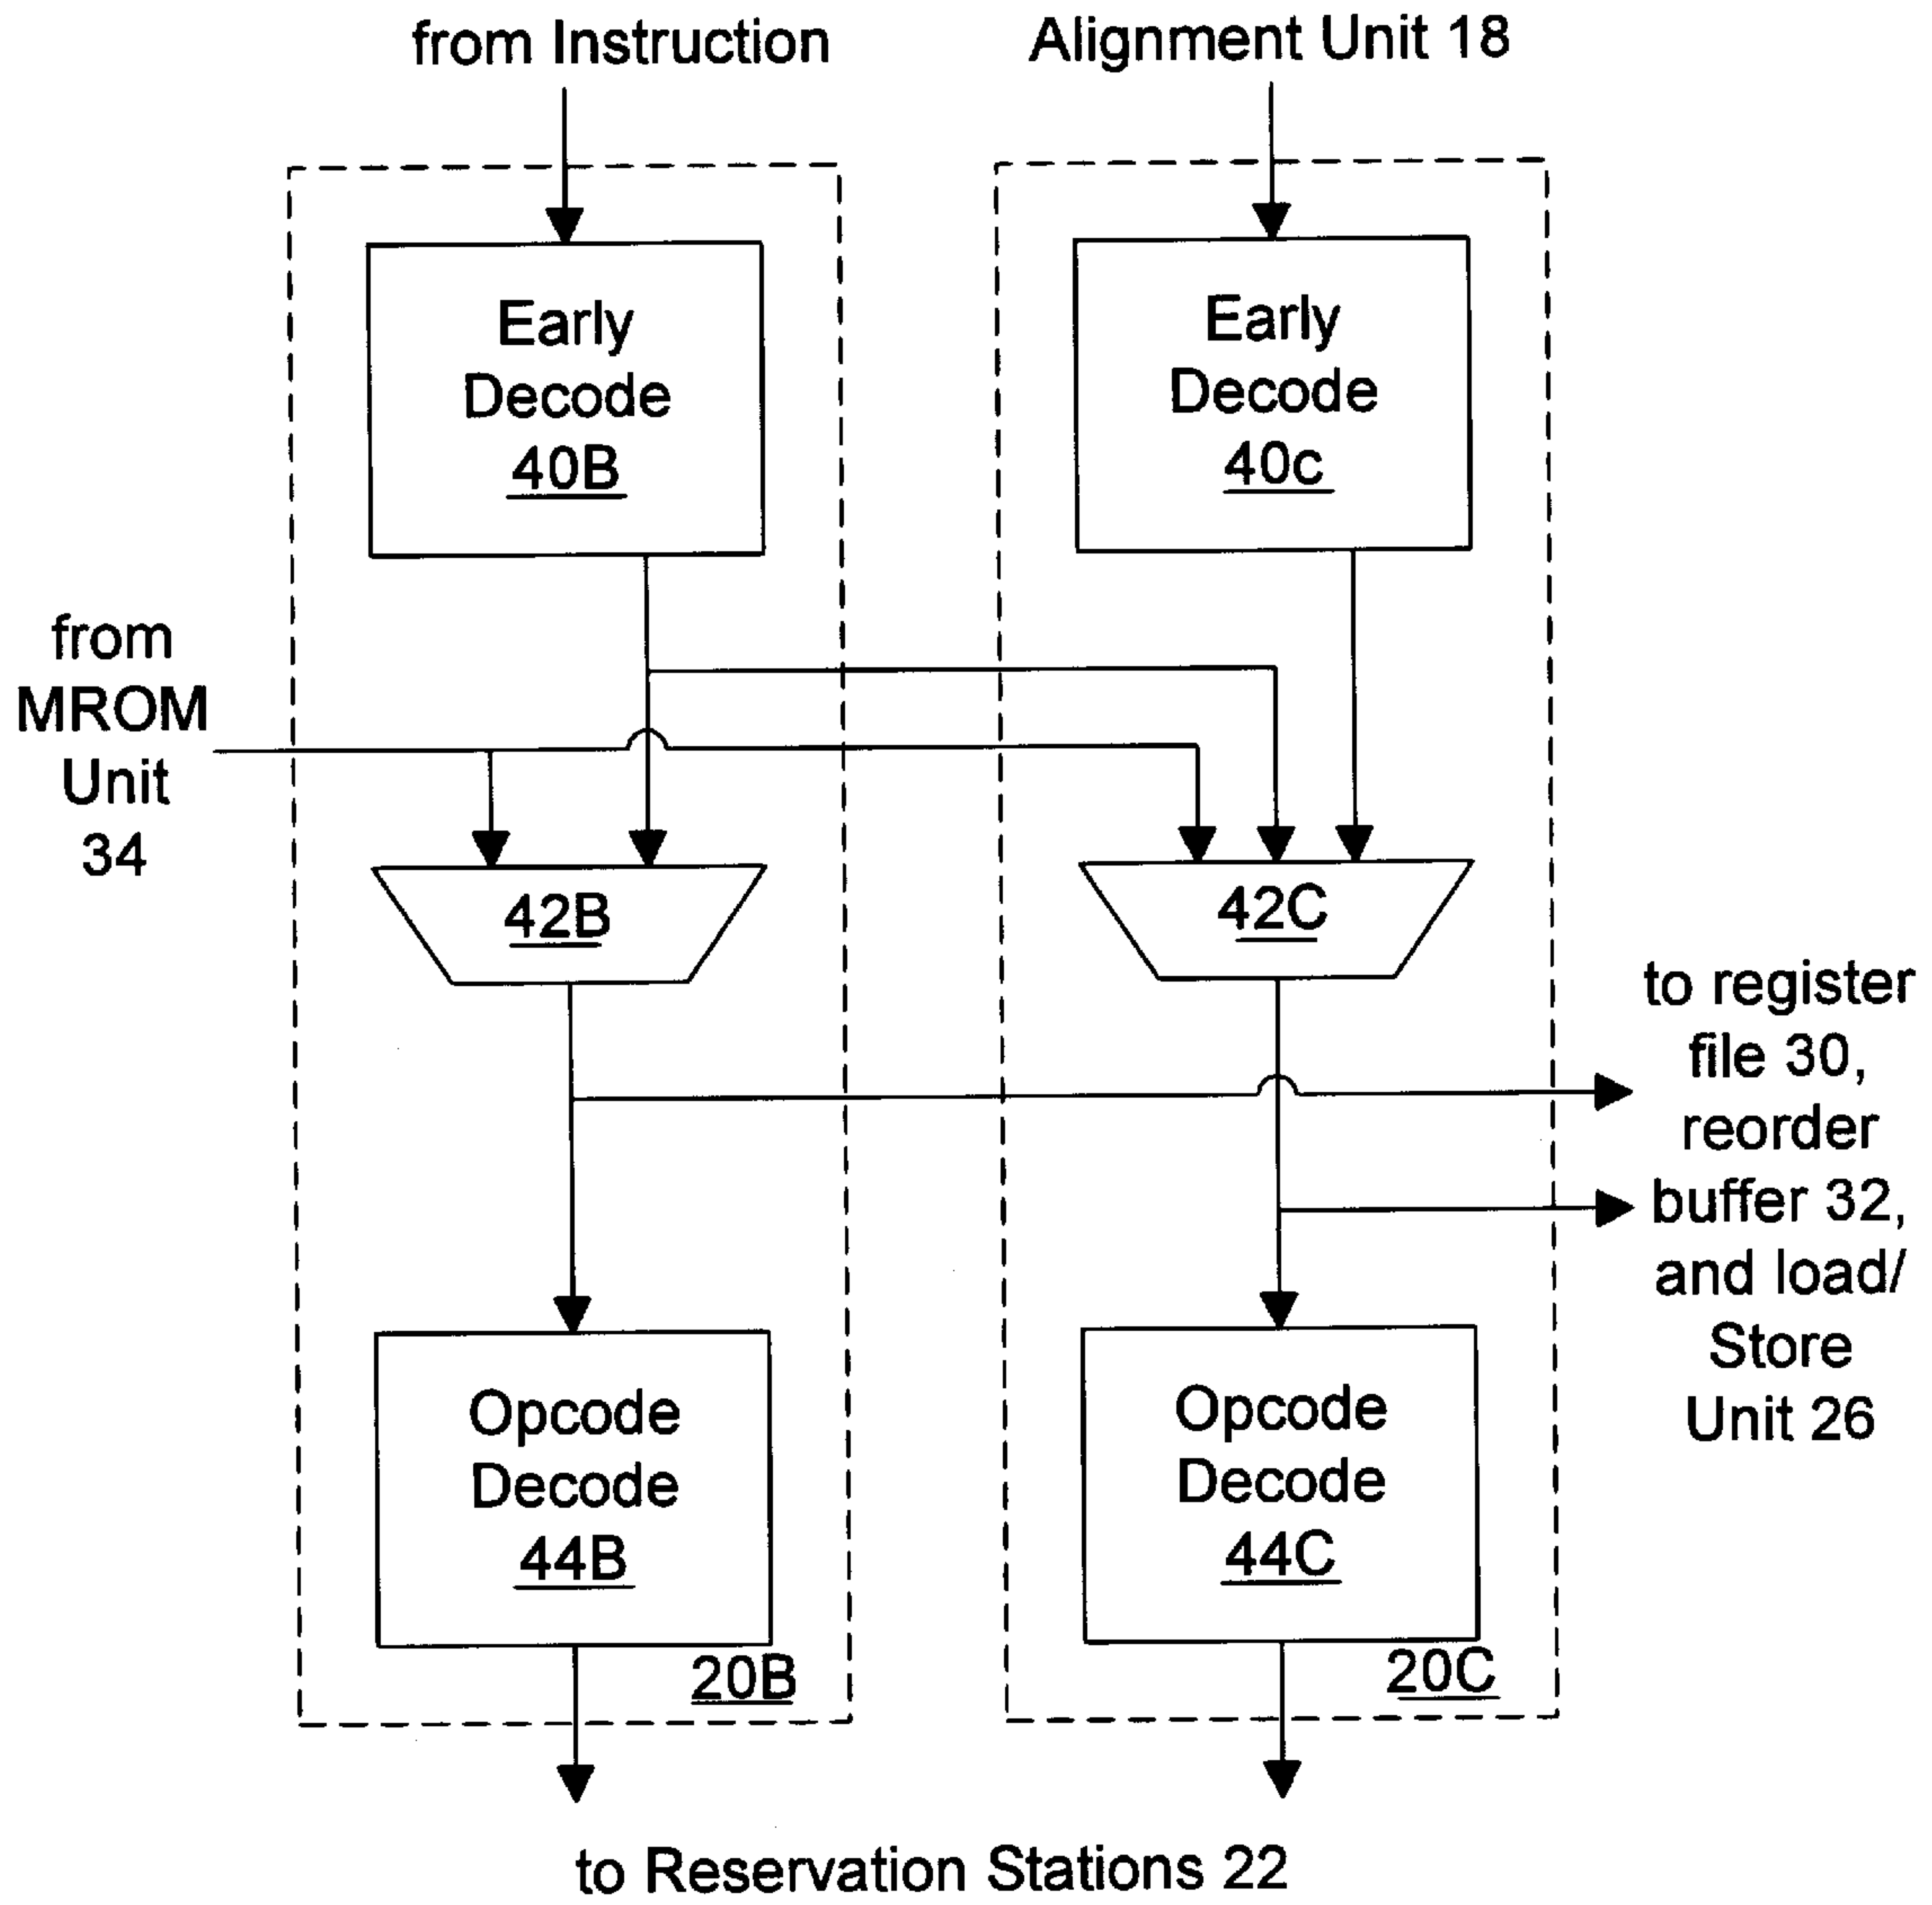 from Instruction
Alignment Unit 18
Early
Decode
40B
Early
Decode
40c
from
MROM
Unit
34
42B
42C
to register
file 30,
reorder
buffer 32,
and load/
Store
Unit 26
Opcode
Decode
44B
Opcode
Decode
44C
20B
20C
to Reservation Stations 22